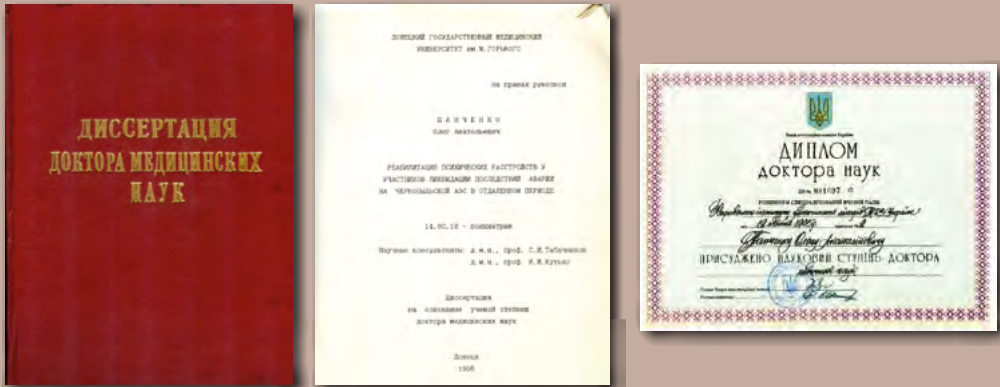 ДИССЕРТАЦИЯ
ДОКТОРА МЕДИЦИНСКИХ
НАУК
ДОНЕЦКИЙ ГОСУДАРСТВЕННЫЙ МЕДИЦИНСКИЙ
УНИВЕРСИТЕТ им.М.ГОРЬКОГО
на правах рукописи
ПАНЧЕНКО
Олег Анатольевич
РЕАБИЛИТАЦИЯ ПСИХИЧЕСКИХ РАССТРОЙСТВ У
УЧАСТНИКОВ ЛИКВИДАЦИИ ПОСЛЕДСТВИЙ АВАРИИ
НА ЧЕРНОБЫЛЬСКОЙ АЭС В ОТДАЛЕННОМ ПЕРИОДЕ
14.00.18 - психиатрия
Научные консультанты: д.м.н., проф. С.И.Табачников
д.м.н., проф. И.И.Кутько
Диссертация
на соискание ученой степени
доктора медицинских наук
Донецк
ДИПЛОМ
доктора наук
ПРИСУДЖЕНО НАУКОВИЙ СТУПІНЬ ДОКТОРА